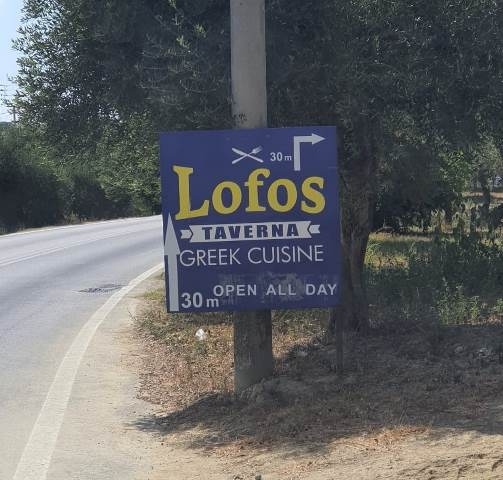 30m
Lofos
TAVERNA
GREEK CUISINE
OPEN ALL DAY
30m